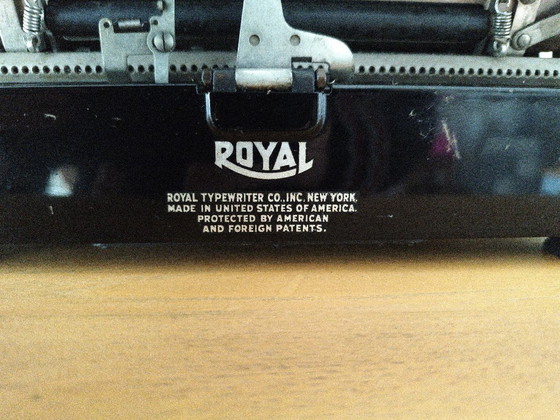 ROYAL
ROYAL TYPEWRITER CO., INC. NEW YORK.
MADE IN UNITED STATES OF AMERICA.
PROTECTED BY AMERICAN
AND FOREIGN PATENTS.